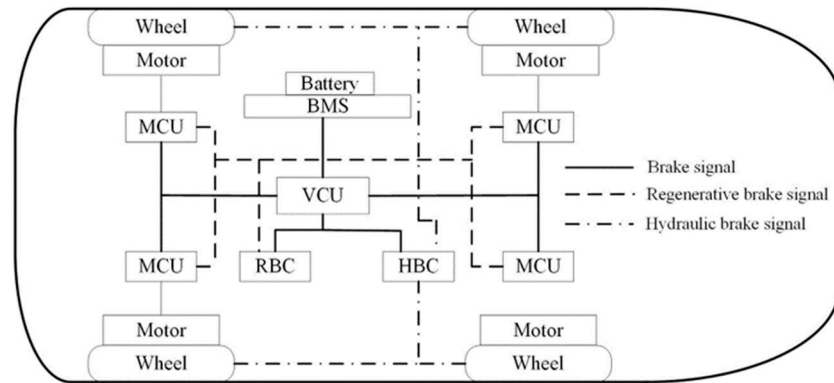 Wheel
Wheel
Motor
Motor
Battery
BMS
MCU
MCU
Brake signal
VCU
Regenerative brake signal
Hydraulic brake signal
MCU
RBC
HBC
MCU
Motor
Motor
Wheel
Wheel